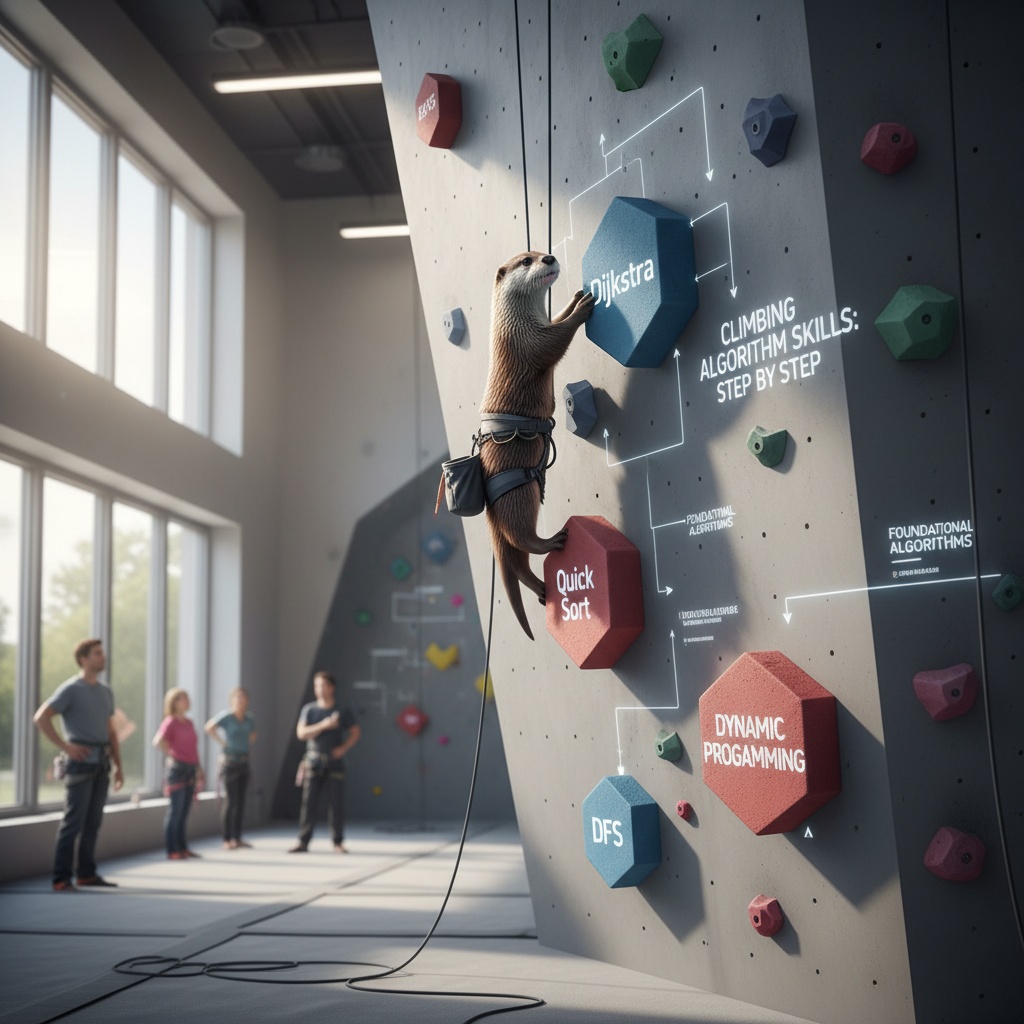 Dijkstra
CLIMBING
ALGORITHM SKILLS:
STEP BY STEP
FOUNDATIONAL
ALGORITHMS
Quick
Sort
DYNAMIC
PROGAMMING
DFS